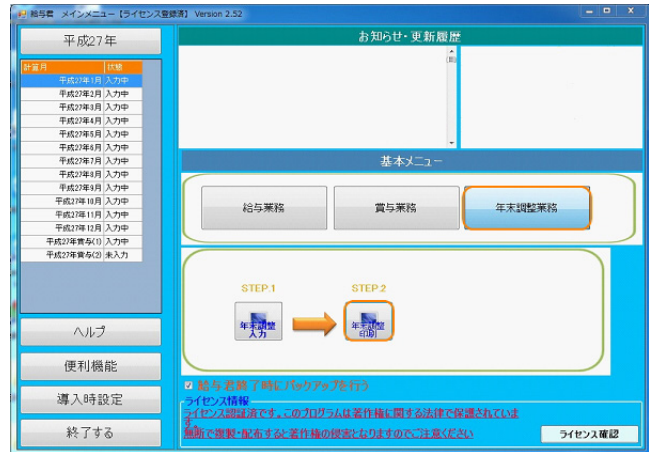 給与君 メインメニュー【ライセンス登録済】 Version 2.52
平成27年
計算月 状態
平成27年1月 入力中
平成27年2月 入力中
平成27年3月 入力中
平成27年4月 入力中
平成27年5月 入力中
平成27年6月 入力中
平成27年7月 入力中
平成27年8月 入力中
平成27年9月 入力中
平成27年10月 入力中
平成27年11月 入力中
平成27年12月 入力中
平成27年賞与(1) 入力中
平成27年賞与(2) 未入力
ヘルプ
便利機能
導入時設定
終了する
お知らせ・更新履歴
基本メニュー
給与業務
賞与業務
年末調整業務
STEP.1
STEP.2
年末調整
入力
年末調整
印刷
給与君終了時にバックアップを行う
ライセンス情報
ライセンス認証済です。このプログラムは著作権に関する法律で保護されていま
す。
無断で複製・配布すると著作権の侵害となりますのでご注意ください
ライセンス確認